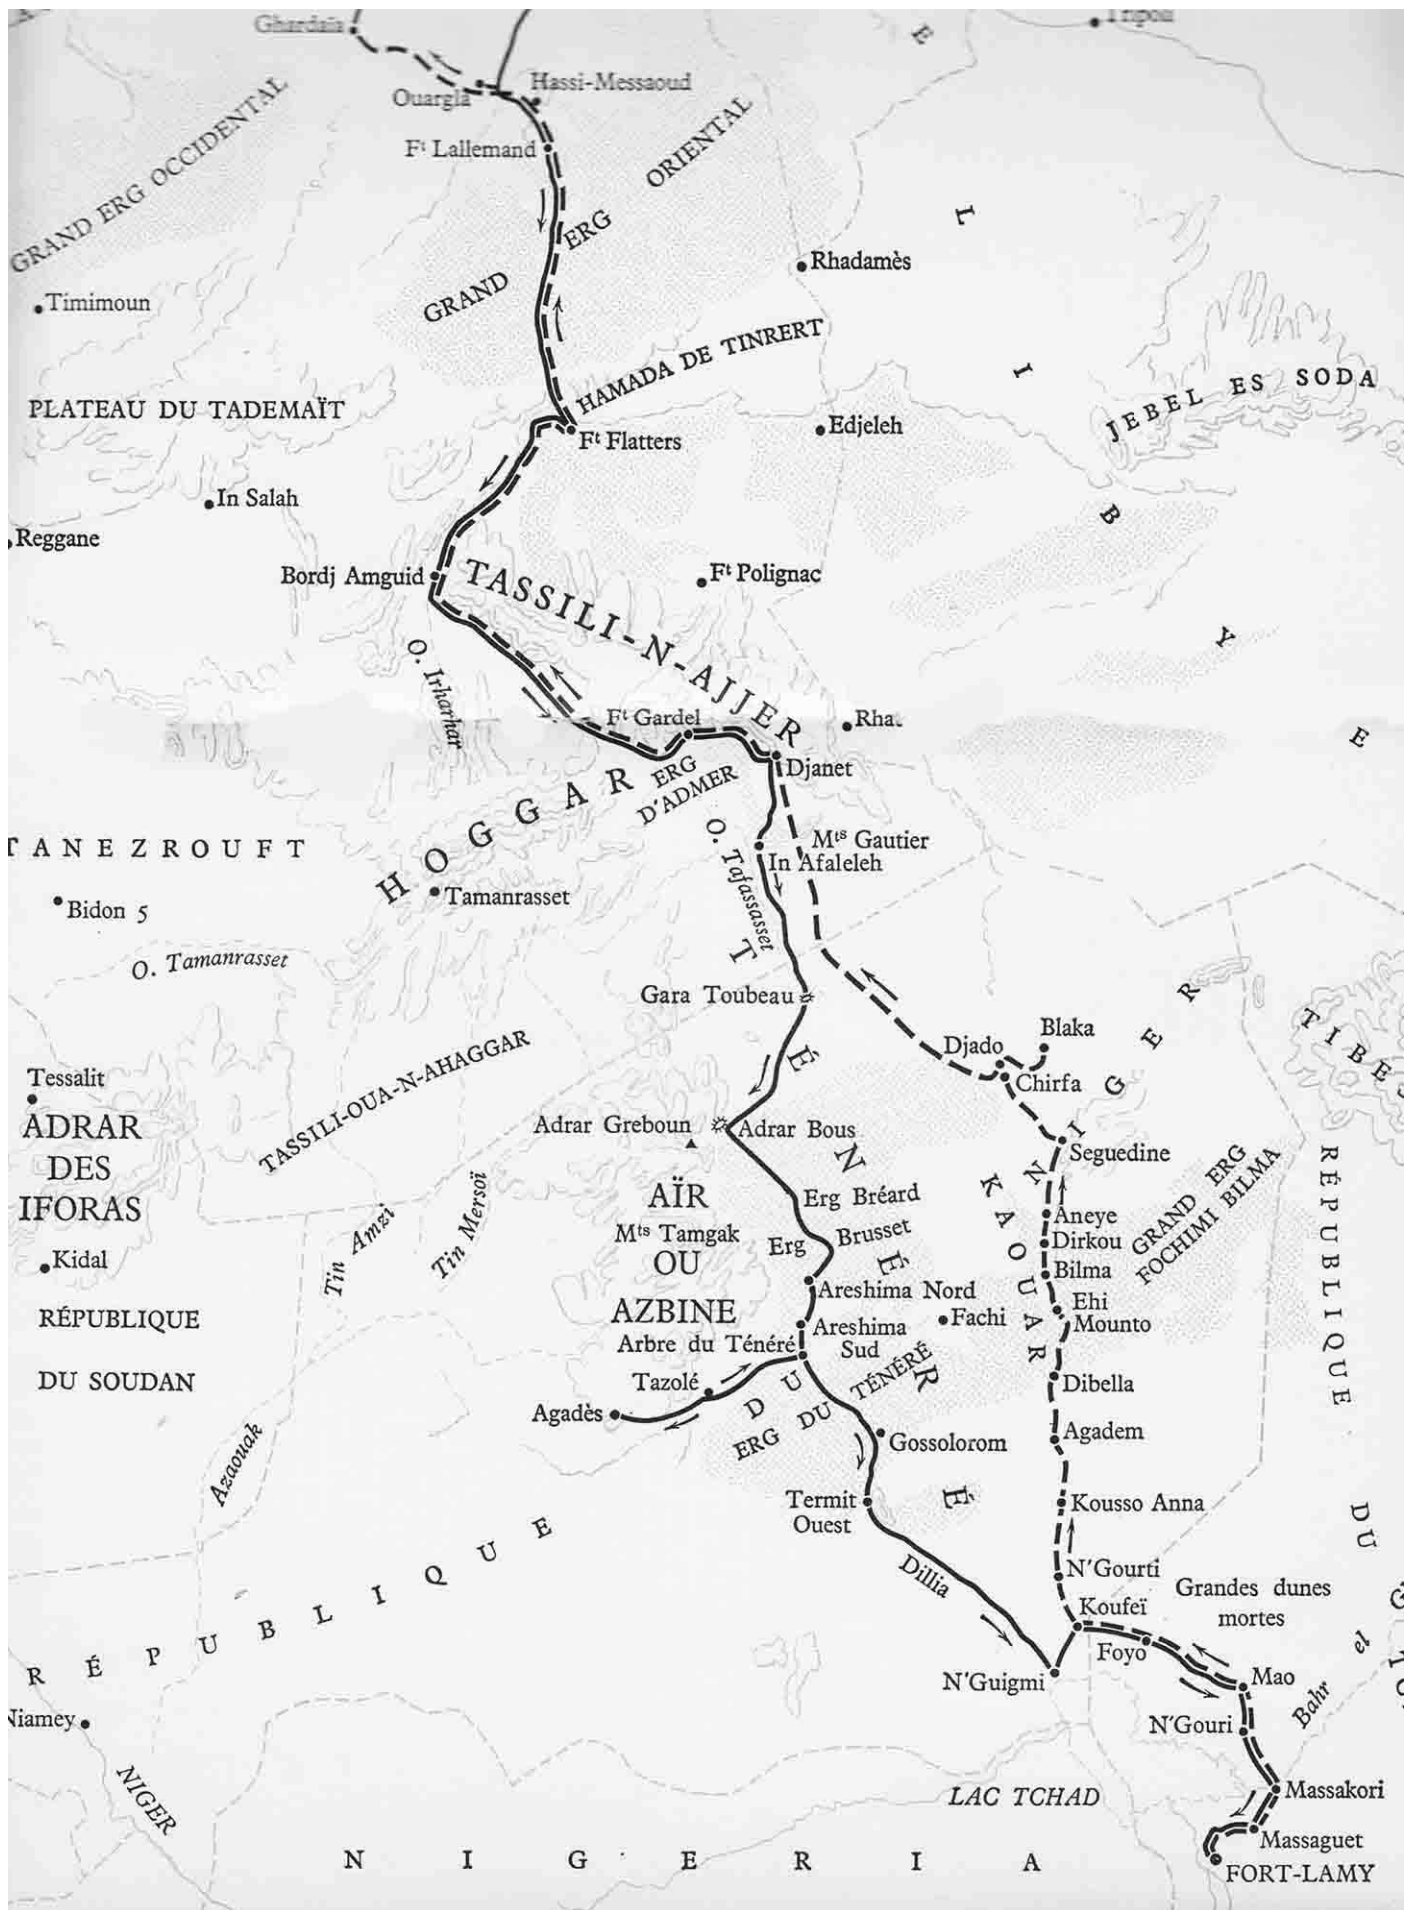 Ghardaïa
Tripoli
E
Hassi-Messaoud
Ouargla
Fᵗ Lallemand
GRAND ERG OCCIDENTAL
ORIENTAL
ERG
GRAND
L
Rhadamès
Timimoun
HAMADA DE TINRERT
I
JEBEL ES SODA
PLATEAU DU TADEMAÏT
Edjeleh
Fᵗ Flatters
In Salah
B
Reggane
Bordj Amguid
TASSILI-N-AJJER
Fᵗ Polignac
Y
O. Irharhar
Fᵗ Gardel
Rha.
E
Djanet
ERG
D'ADMER
HOGGAR
TANEZROUFT
Mᵗˢ Gautier
In Afaleleh
O. Tafassasset
Tamanrasset
Bidon 5
O. Tamanrasset
T
Gara Toubeau
É
Blaka
Djado
Chirfa
TIBES
TASSILI-OUA-N-AHAGGAR
Tessalit
ADRAR
DES
IFORAS
Adrar Greboun
Adrar Bous
N
NIGER
Seguedine
RÉPUBLIQUE
GRAND ERG
FOCHIMI BILMA
KAOUAR
AÏR
Mᵗˢ Tamgak
OU
AZBINE
Erg Bréard
Erg Brusset
É
Aneye
Dirkou
Bilma
Ehi
Mounto
Tin Amzi
Tin Mersoï
Kidal
Areshima Nord
Fachi
RÉPUBLIQUE
DU SOUDAN
Areshima
Sud
Arbre du Ténéré
R
Tazolé
DU
ERG DU TÉNÉRÉ
Dibella
Agadès
Agadem
Gossolorom
Azaouak
Termit
Ouest
É
Kousso Anna
DU
RÉPUBLIQUE
Dillia
N'Gourti
Grandes dunes
mortes
Koufeï
Foyo
N'Guigmi
Mao
Bahr el
N'Gouri
Niamey
NIGER
LAC TCHAD
Massakori
Massaguet
FORT-LAMY
NIGERIA